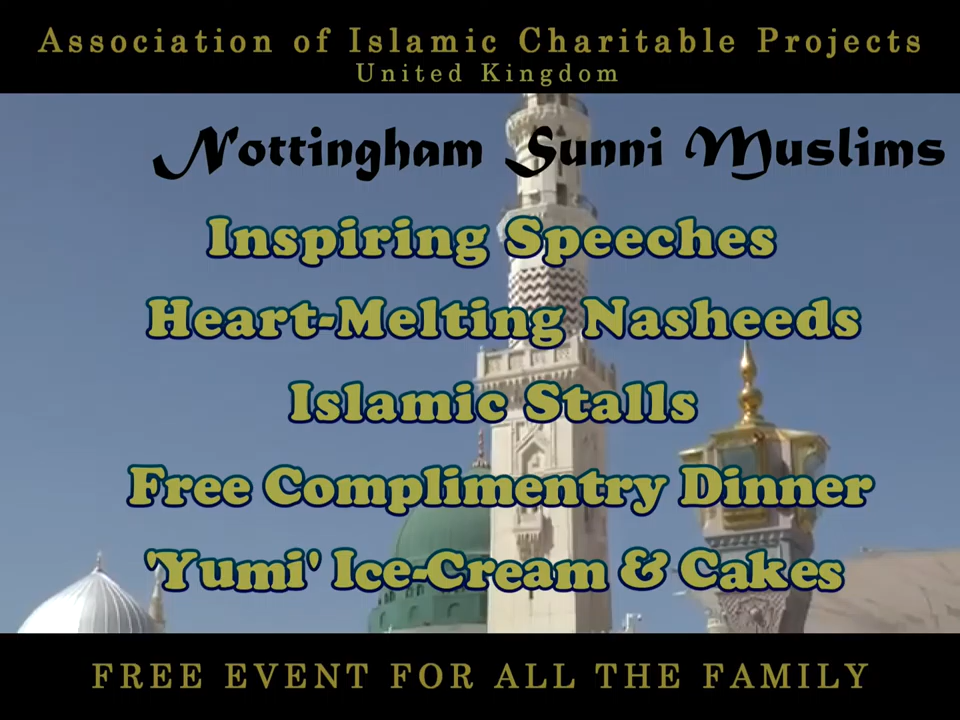 Association of Islamic Charitable Projects
United Kingdom
Nottingham Sunni Muslims
Inspiring Speeches
Heart-Melting Nasheeds
Islamic Stalls
Free Complimentry Dinner
'Yumi' Ice-Cream & Cakes
FREE EVENT FOR ALL THE FAMILY